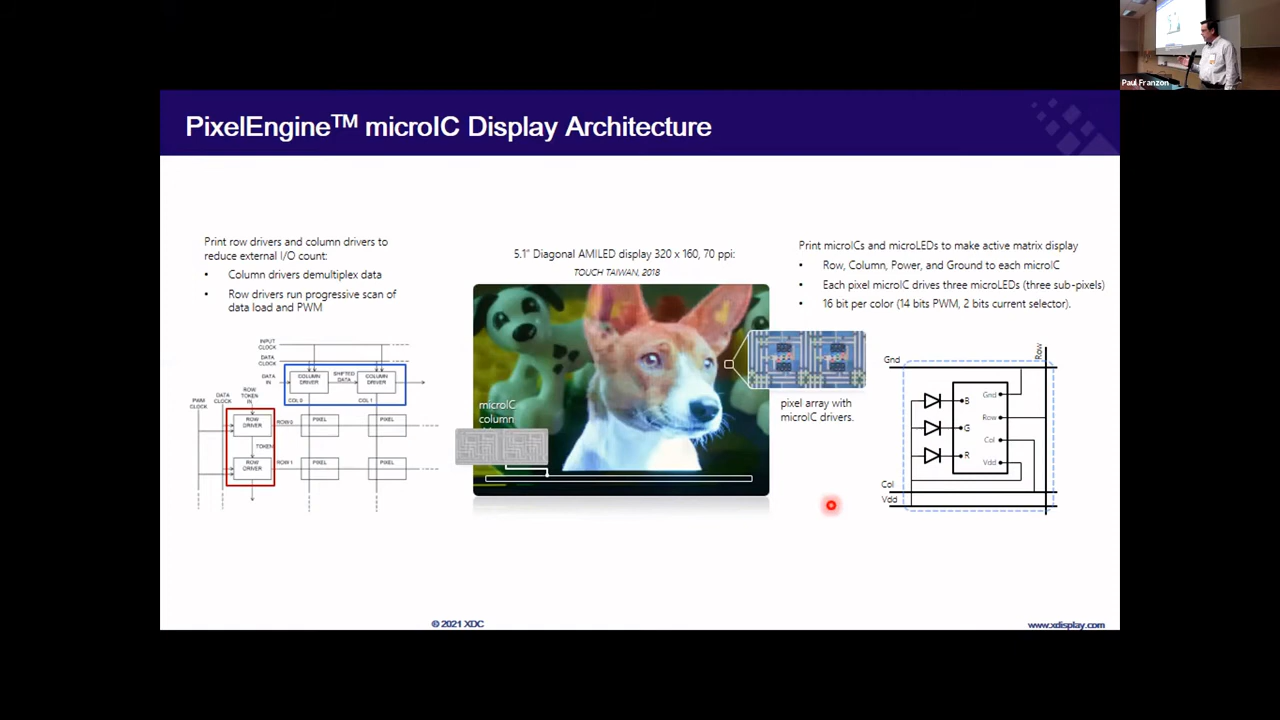 Paul Franzon
PixelEngine™ microIC Display Architecture
Print row drivers and column drivers to
reduce external I/O count:
• Column drivers demultiplex data
• Row drivers run progressive scan of
data load and PWM
INPUT
CLOCK
DATA
CLOCK
DATA
IN
COLUMN
DRIVER
SHIFTED
DATA
COLUMN
DRIVER
ROW
TOKEN
IN
DATA
CLOCK
PWM
CLOCK
COL 0
COL 1
ROW
DRIVER
ROW 0
PIXEL
PIXEL
TOKEN
ROW
DRIVER
ROW 1
PIXEL
PIXEL
5.1" Diagonal AMILED display 320 x 160, 70 ppi:
TOUCH TAIWAN, 2018
microIC
column
pixel array with
microIC drivers.
Print microICs and microLEDs to make active matrix display
• Row, Column, Power, and Ground to each microIC
• Each pixel microIC drives three microLEDs (three sub-pixels)
• 16 bit per color (14 bits PWM, 2 bits current selector).
Row
Gnd
B
Gnd
Row
G
Col
R
Vdd
Col
Vdd
© 2021 XDC
www.xdisplay.com